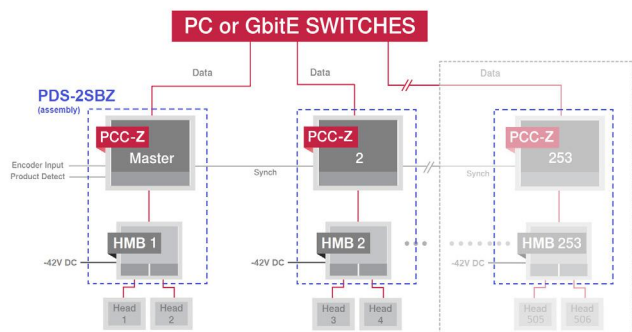 PC or GbitE SWITCHES
Data
Data
Data
PDS-2SBZ
(assembly)
PCC-Z
Master
PCC-Z
2
PCC-Z
253
Encoder Input
Product Detect
Synch
Synch
HMB 1
HMB 2
HMB 253
-42V DC
-42V DC
-42V DC
Head
1
Head
2
Head
3
Head
4
Head
505
Head
506